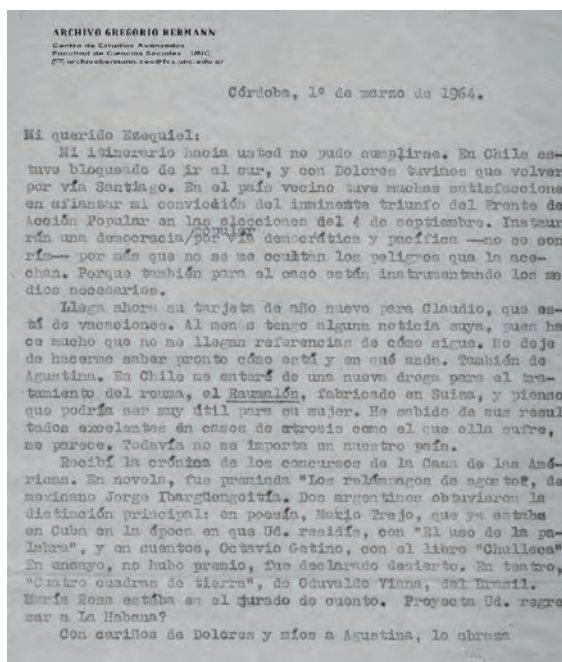 ARCHIVO GREGORIO BERMANN
Centro de Estudios Avanzados
Facultad de Ciencias Sociales UNC
archivobermann.cea@fcs.unc.edu.ar
Córdoba, 1º de marzo de 1964.
Mi querido Ezequiel:
Mi itinerario hacia usted no pudo cumplirse. En Chile es-
tuve bloqueado de ir al sur, y con Dolores tuvimos que volver
por vía Santiago. En el país vecino tuve muchas satisfaccione
en afianzar mi convicción del inminente triunfo del Frente de
Acción Popular en las elecciones del 4 de septiembre. Instaur
rán una democracia/por vía democrática y pacífica —no se son
popular
ría— por más que no se me ocultan los peligros que la ace-
chan. Porque también para el caso están instrumentando los me
dios necesarios.
Llega ahora su tarjeta de año nuevo para Claudio, que es-
tá de vacaciones. Al men s tengo alguna noticia suya, pues ha
ce mucho que no me llegan referencias de cómo sigue. No deje
de hacerme saber pronto cómo está y en qué anda. También de
Agustina. En Chile me enteré de una nueva droga para el tra-
tamiento del reuma, el Raumalón, fabricado en Suiza, y pienso
que podría ser muy útil para su mujer. He sabido de sus resul
tados excelentes én casos de atrosis como el que ella sufre,
me parece. Todavía no se importa en nuestro país.
Recibí la crónica de los concursos de la Casa de las Amé-
ricas. En novela, fue premiada "Los relámpagos de agosto", de
mexicano Jorge Ibargüengoitía. Dos argentinos obtuvieron la
distinción principal: en poesía, Mario Trejo, que ya estaba
en Cuba en la época en que Ud. residía, con "El uso de la pa-
labra", y en cuentos, Octavio Getino, con el libro "Chulleca"
En ensayo, no hubo premio, fue declarado desierto. En teatro,
"Cuatro cuadras de tierra", de Oduvaldo Viana, del Brasil.
María Rosa estaba en el jurado de cuento. Proyecta Ud. regre
sar a La Habana?
Con cariños de Dolores y míos a Agustina, lo abraza